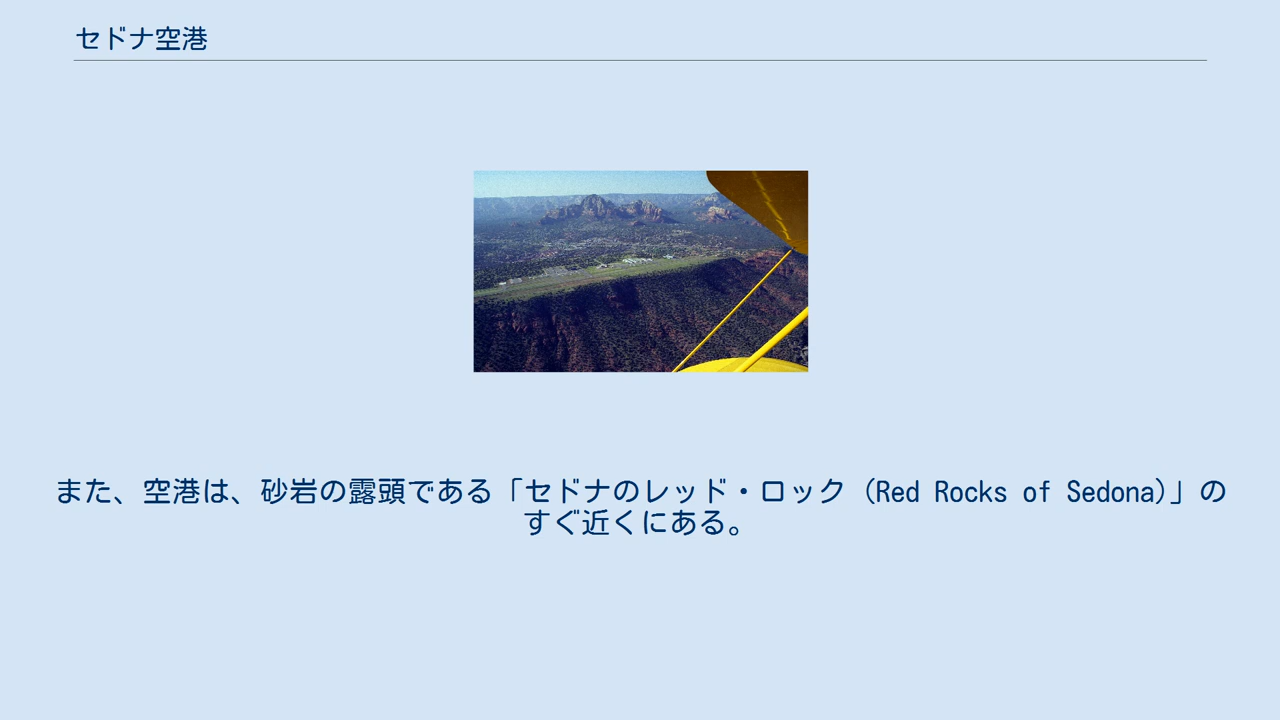 セドナ空港
また、空港は、砂岩の露頭である「セドナのレッド・ロック (Red Rocks of Sedona)」の
すぐ近くにある。